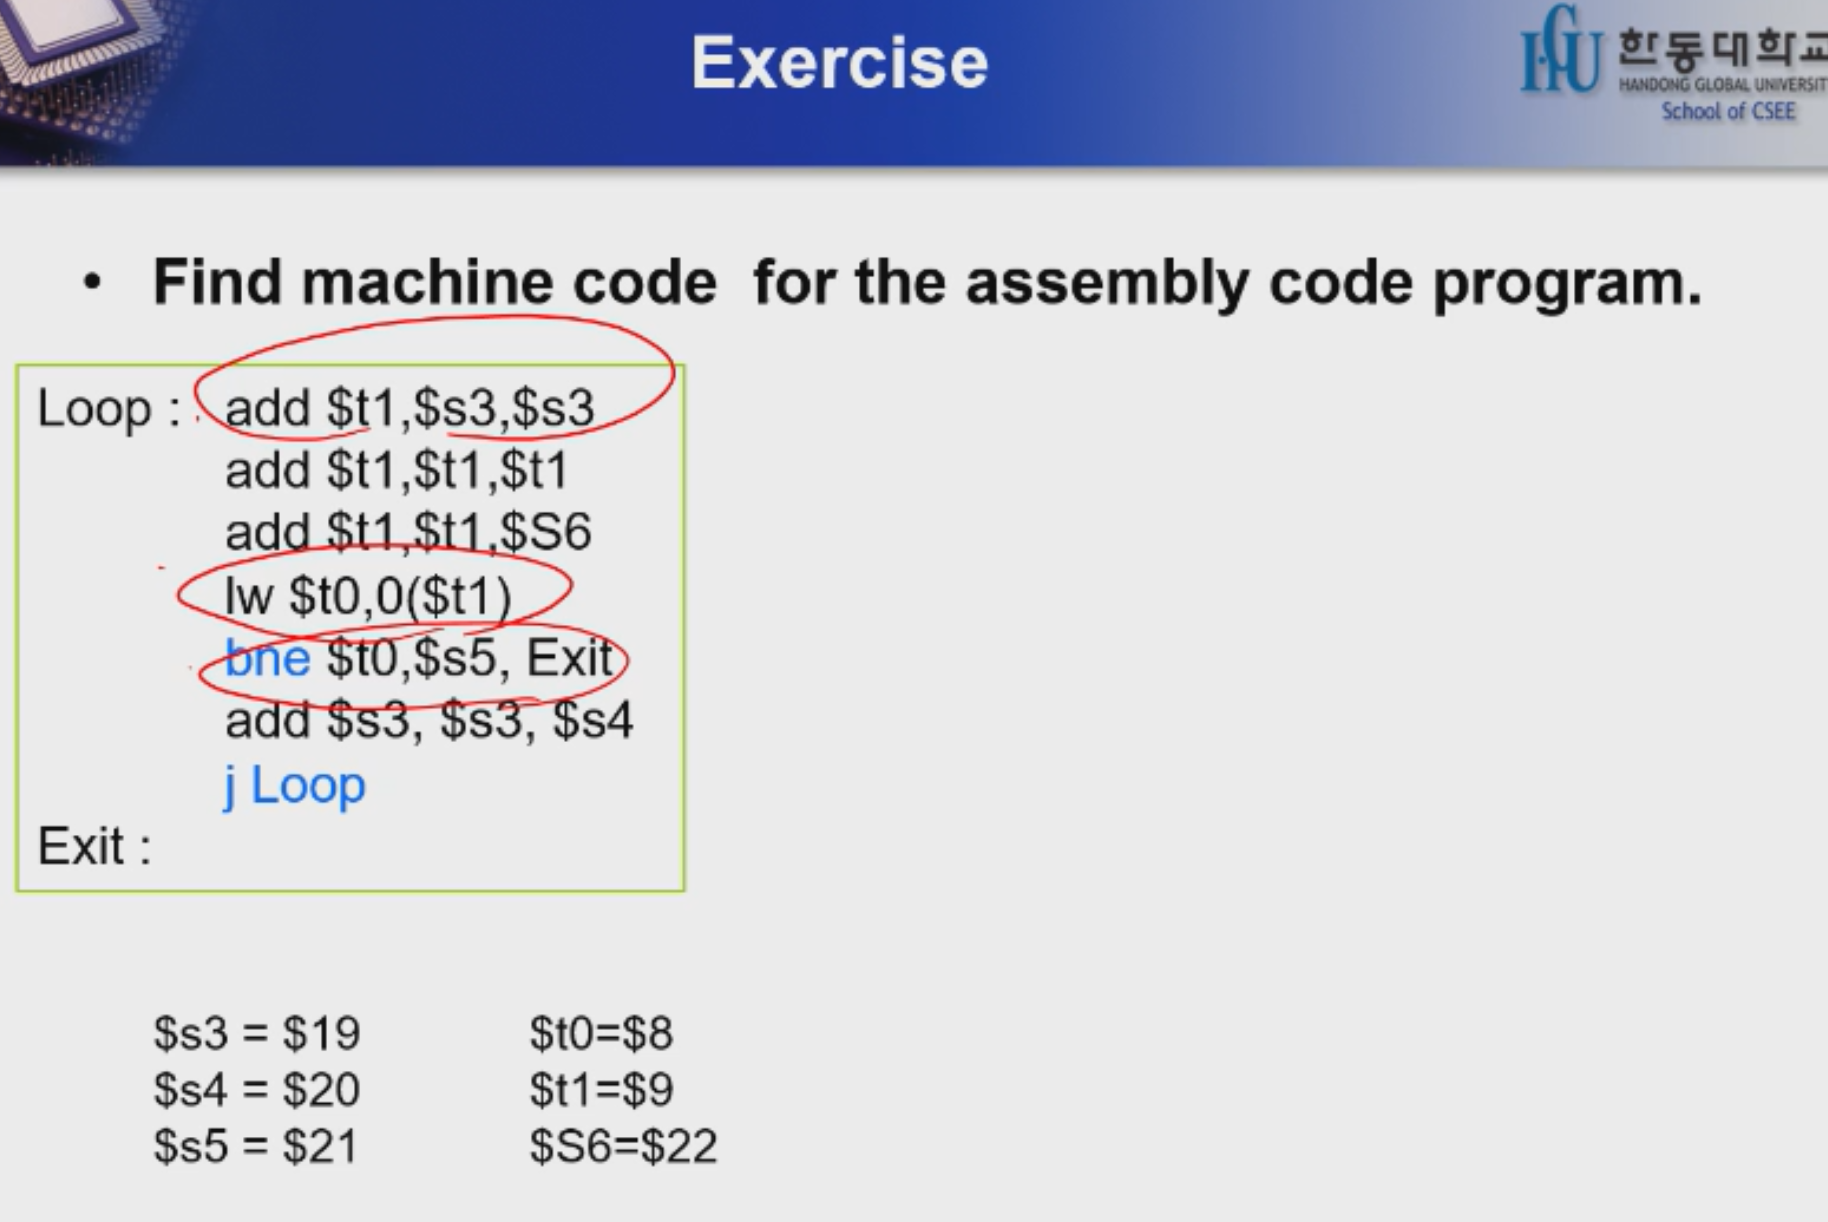 Exercise
한동대학교
HANDONG GLOBAL
School of CSEE
• Find machine code for the assembly code program.
Loop : add $t1,$s3,$s3
add $t1,$t1,$t1
add $t1,$t1,$S6
lw $t0,0($t1)
bne $t0,$s5, Exit
add $s3, $s3, $s4
j Loop
Exit :
$s3 = $19 $t0=$8
$s4 = $20 $t1=$9
$s5 = $21 $S6=$22